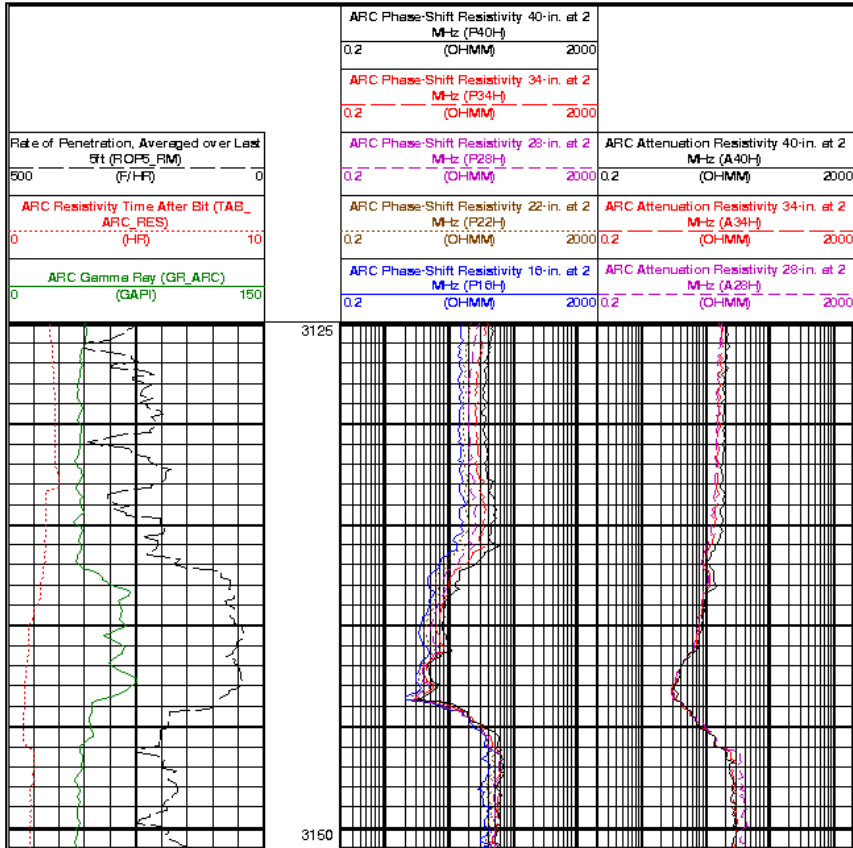 ARC Phase-Shift Resistivity 40-in. at 2
MHz (P40H)
0.2 (OHMM) 2000
ARC Phase-Shift Resistivity 34-in. at 2
MHz (P34H)
0.2 (OHMM) 2000
Rate of Penetration, Averaged over Last
5ft (ROP5_RM)
500 (F/HR) 0
ARC Phase-Shift Resistivity 28-in. at 2
MHz (P28H)
0.2 (OHMM) 2000
ARC Attenuation Resistivity 40-in. at 2
MHz (A40H)
0.2 (OHMM) 2000
ARC Resistivity Time After Bit (TAB_
ARC_RES)
0 (HR) 10
ARC Phase-Shift Resistivity 22-in. at 2
MHz (P22H)
0.2 (OHMM) 2000
ARC Attenuation Resistivity 34-in. at 2
MHz (A34H)
0.2 (OHMM) 2000
ARC Gamma Ray (GR_ARC)
0 (GAPI) 150
ARC Phase-Shift Resistivity 16-in. at 2
MHz (P16H)
0.2 (OHMM) 2000
ARC Attenuation Resistivity 28-in. at 2
MHz (A28H)
0.2 (OHMM) 2000
3125
3150